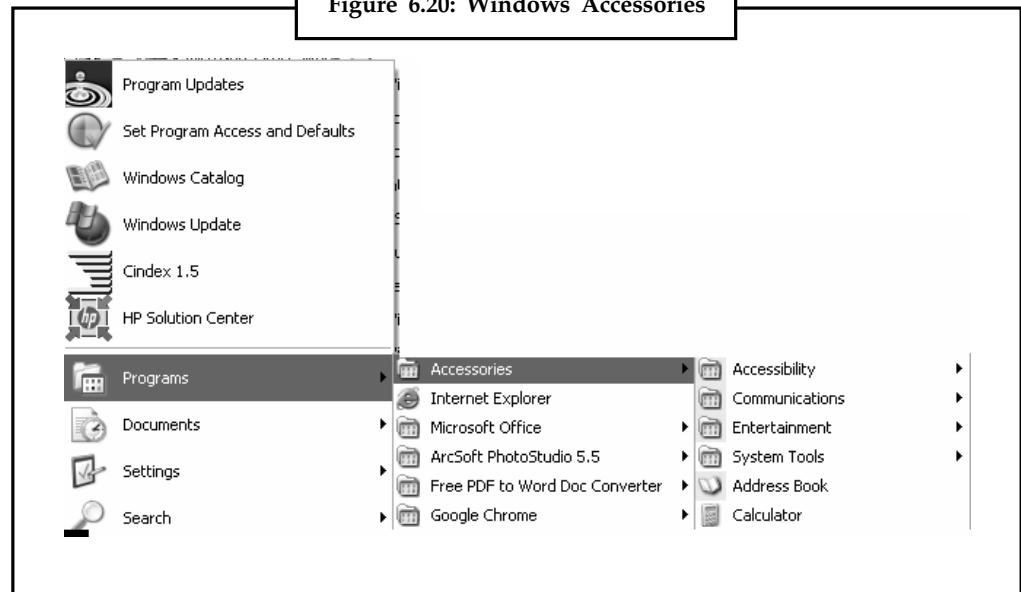 Figure 6.20: Windows Accessories
Program Updates
Set Program Access and Defaults
Windows Catalog
Windows Update
Cindex 1.5
HP Solution Center
Programs
Documents
Settings
Search
Accessories
Internet Explorer
Microsoft Office
ArcSoft PhotoStudio 5.5
Free PDF to Word Doc Converter
Google Chrome
Accessibility
Communications
Entertainment
System Tools
Address Book
Calculator